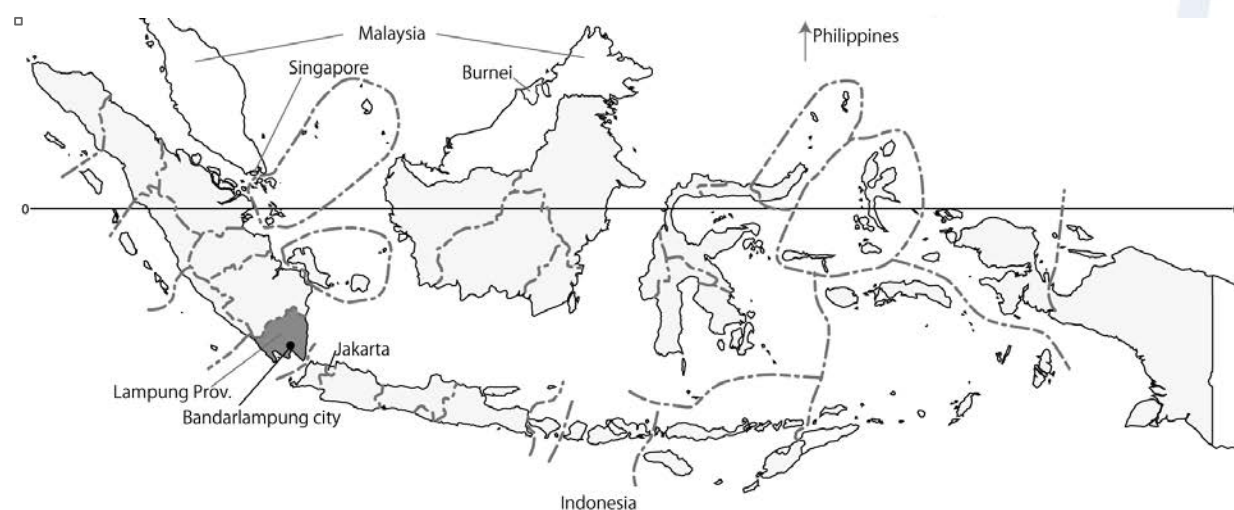 Malaysia
Philippines
Singapore
Burnei
0
Jakarta
Lampung Prov.
Bandarlampung city
Indonesia